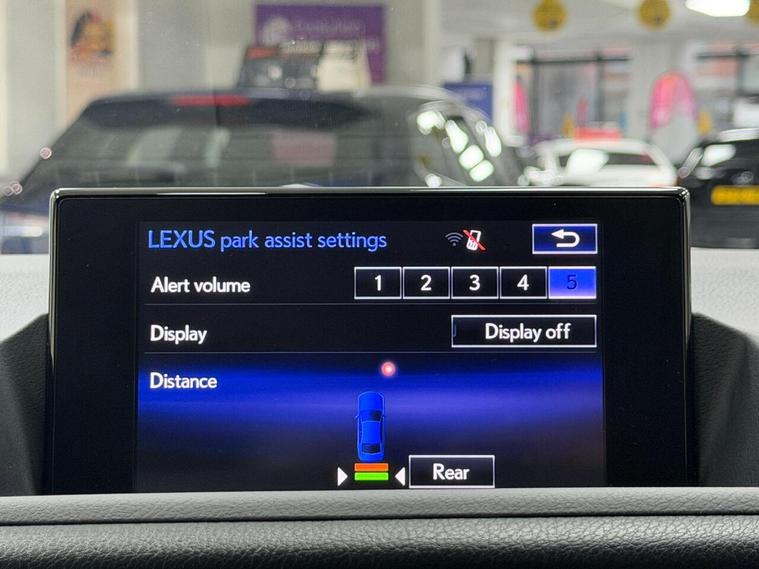 LEXUS park assist settings
Alert volume 1 2 3 4 5
Display Display off
Distance
Rear